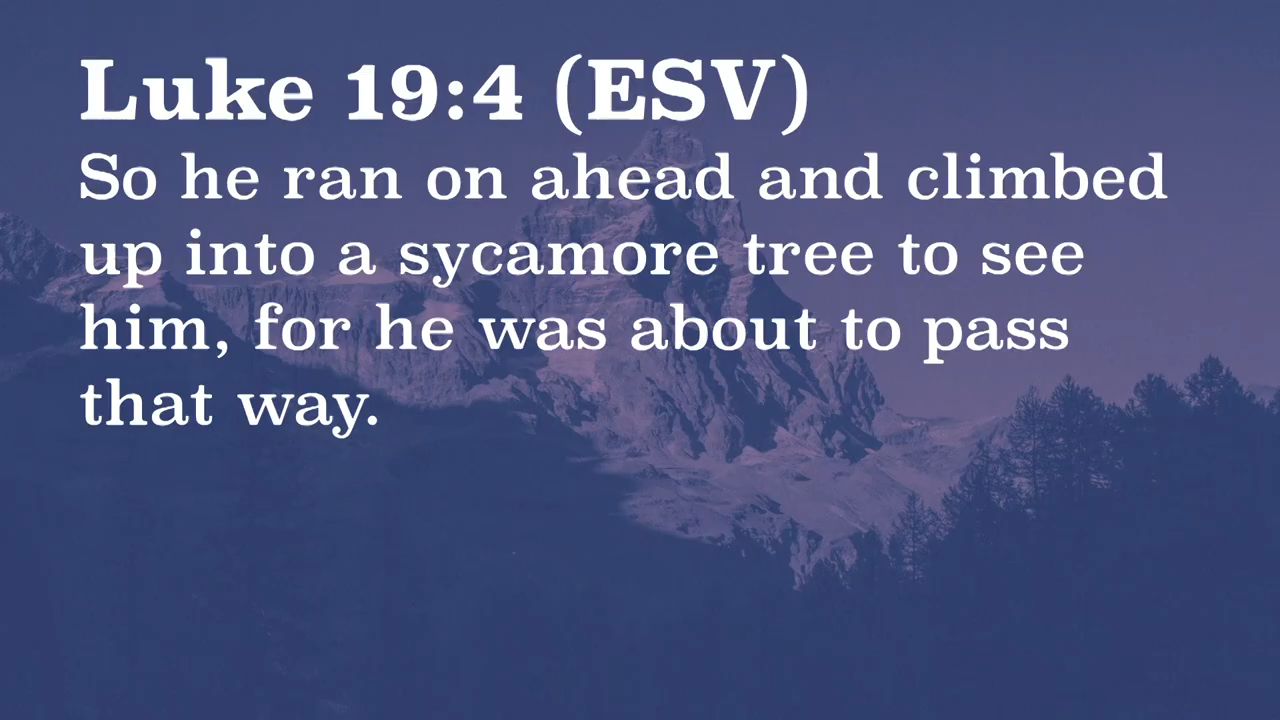 Luke 19:4 (ESV)
So he ran on ahead and climbed
up into a sycamore tree to see
him, for he was about to pass
that way.